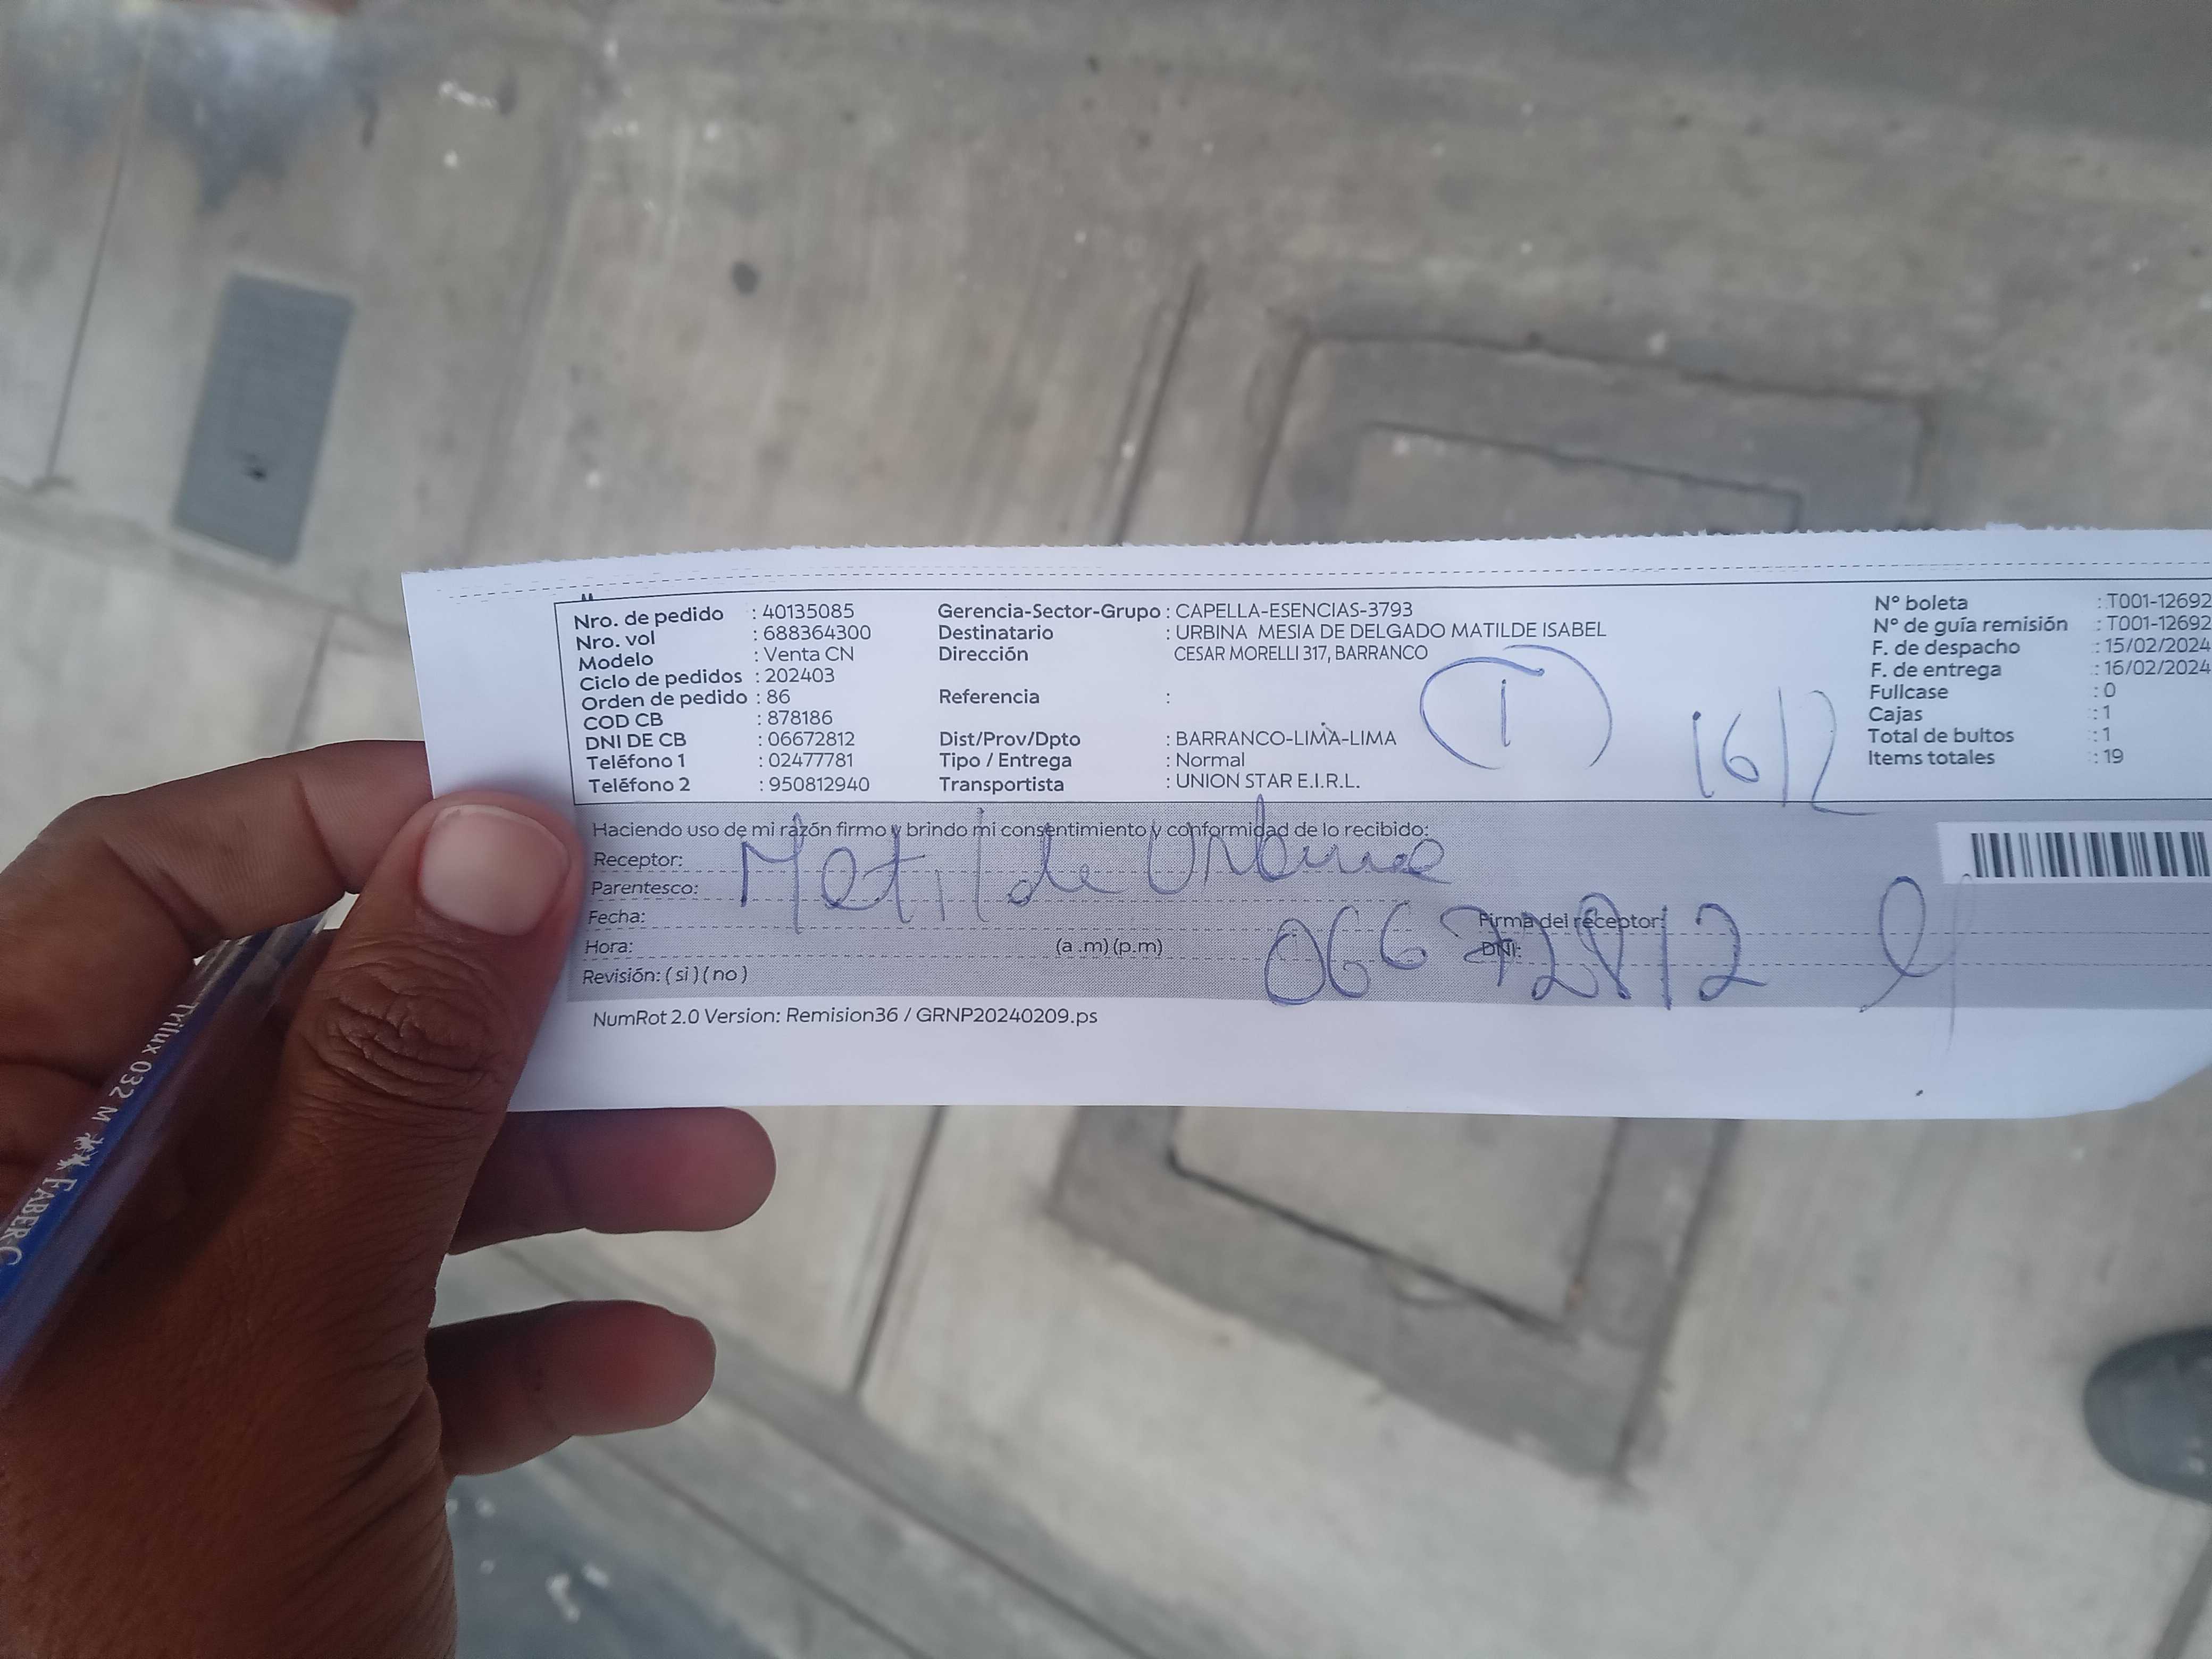 Nro. de pedido : 40135085
Nro. vol : 688364300
Modelo : Venta CN
Ciclo de pedidos : 202403
Orden de pedido : 86
COD CB : 878186
DNI DE CB : 06672812
Teléfono 1 : 02477781
Teléfono 2 : 950812940
Gerencia-Sector-Grupo : CAPELLA-ESENCIAS-3793
Destinatario : URBINA MESIA DE DELGADO MATILDE ISABEL
Dirección CESAR MORELLI 317, BARRANCO
Referencia :
Dist/Prov/Dpto : BARRANCO-LIMA-LIMA
Tipo / Entrega : Normal
Transportista : UNION STAR E.I.R.L.
1
16/2
Nº boleta : T001-12692
Nº de guía remisión : T001-12692
F. de despacho : 15/02/2024
F. de entrega : 16/02/2024
Fullcase : 0
Cajas : 1
Total de bultos : 1
Items totales : 19
Haciendo uso de mi razón firmo y brindo mi consentimiento y conformidad de lo recibido:
Receptor: Matilde Urbina
Parentesco:
Fecha:
Hora: (a .m) (p.m)
Revisión: ( si ) ( no )
Firma del receptor:
DNI: 06672812
NumRot 2.0 Version: Remision36 / GRNP20240209.ps
Trilux 032 M FABER-C